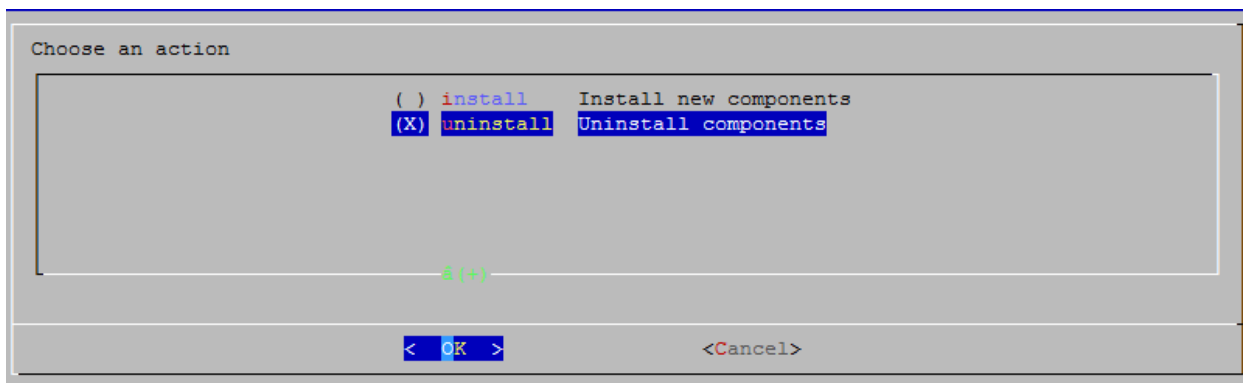 Choose an action
( ) install Install new components
(X) uninstall Uninstall components
(+)
< OK > <Cancel>